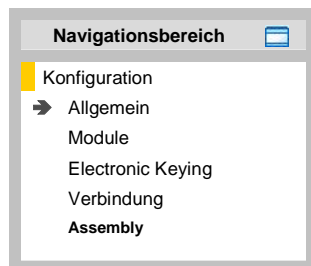 Navigationsbereich
Konfiguration
Allgemein
Module
Electronic Keying
Verbindung
Assembly